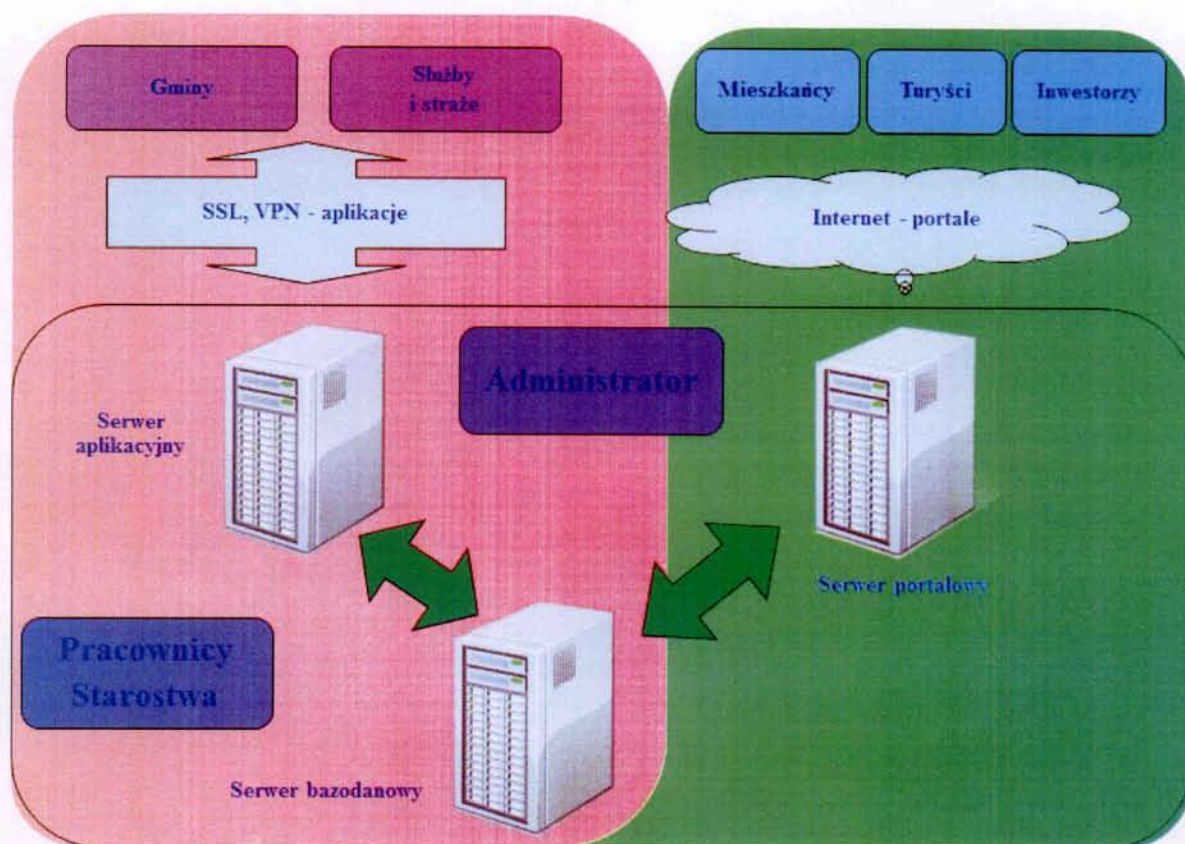 Gminy
Służby
i straże
Mieszkańcy
Turyści
Inwestorzy
SSL, VPN - aplikacje
Internet - portale
Administrator
Serwer
aplikacyjny
Serwer portalowy
Pracownicy
Starostwa
Serwer bazodanowy